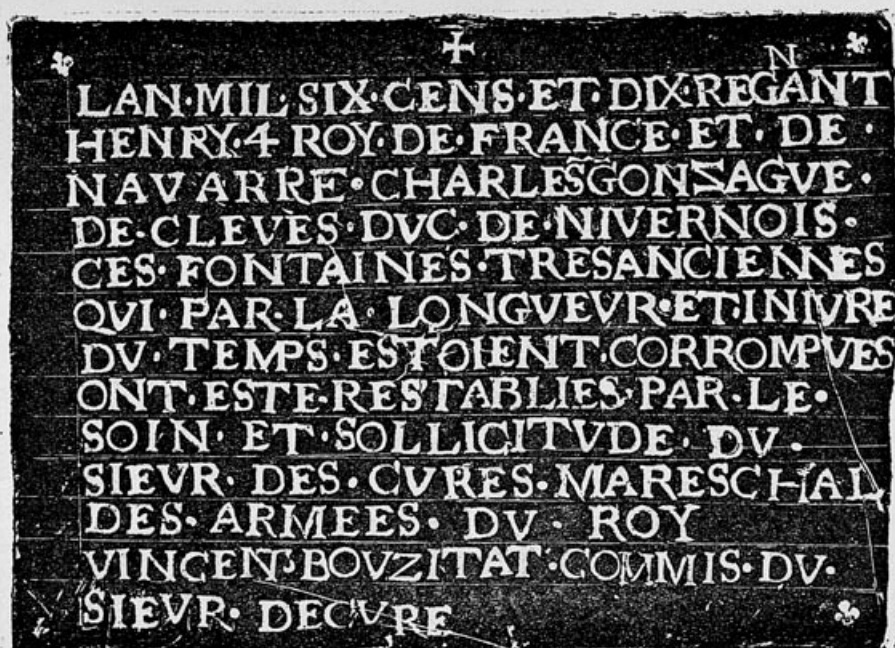 LAN·MIL·SIX·CENS·ET·DIX·REGNANT
HENRY·4 ROY·DE·FRANCE·ET·DE·
NAVARRE·CHARLES GONZAGVE·
DE·CLEVES·DVC·DE·NIVERNOIS·
CES·FONTAINES·TRESANCIENNES
QVI·PAR·LA·LONGVEVR·ET·INIVRE
DV·TEMPS·ESTOIENT·CORROMPVES
ONT·ESTE·RESTABLIES·PAR·LE·
SOIN·ET·SOLLICITVDE·DV·
SIEVR·DES·CVRES·MARESCHAL
DES·ARMEES·DV·ROY
VINCENT·BOVZITAT·COMMIS·DV·
SIEVR·DECVRE